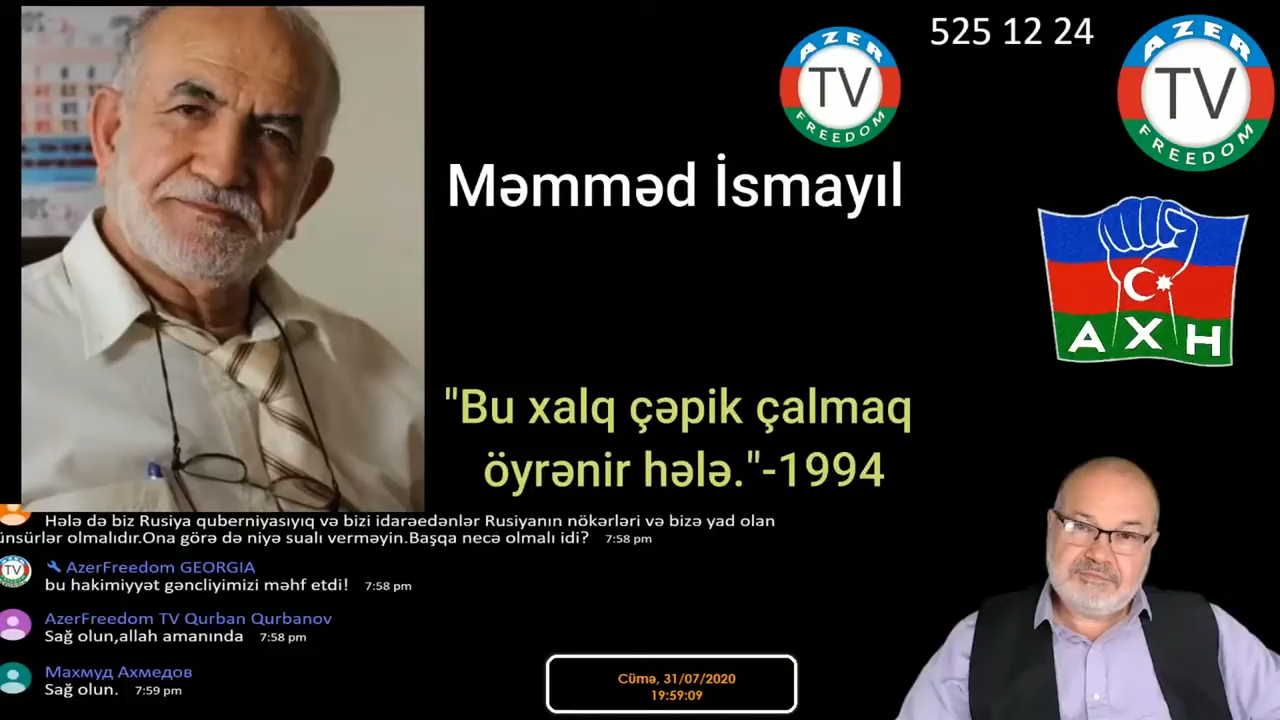 525 12 24
AZER
TV
FREEDOM
AZER
TV
FREEDOM
Məmməd İsmayıl
AXH
"Bu xalq çəpik çalmaq
öyrənir hələ."-1994
Hələ də biz Rusiya quberniyasıyıq və bizi idarəedənlər Rusiyanın nökərləri və bizə yad olan
ünsürlər olmalıdır.Ona görə də niyə sualı verməyin.Başqa necə olmalı idi? 7:58 pm
AzerFreedom GEORGIA
bu hakimiyyət gəncliyimizi məhf etdi! 7:58 pm
AzerFreedom TV Qurban Qurbanov
Sağ olun,allah amanında 7:58 pm
Махмуд Ахмедов
Sağ olun. 7:59 pm
Cümə, 31/07/2020
19:59:09